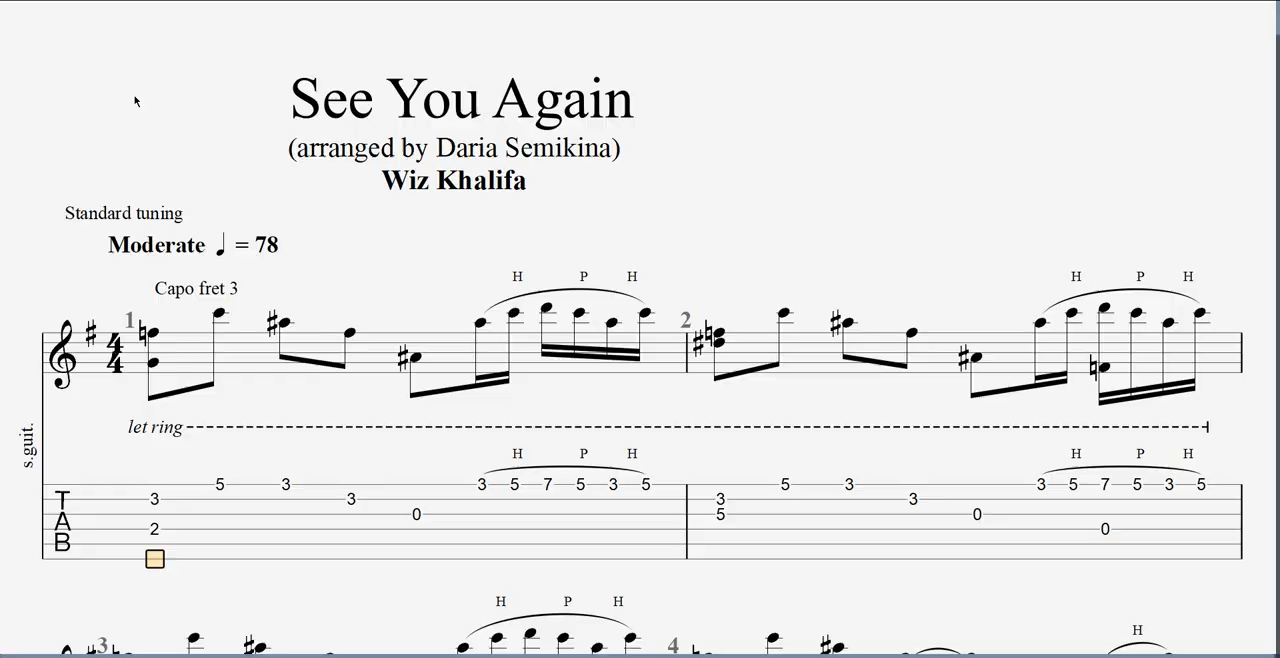 See You Again
(arranged by Daria Semikina)
Wiz Khalifa
Standard tuning
Moderate ♩ = 78
Capo fret 3
H P H H P H
1 2
4
4
let ring
s.guit.
H P H H P H
5 3 3 5 7 5 3 5 5 3 3 5 7 5 3 5
T 3 3 3 3
A 0 5 0
2 0
B
H P H H
3 4